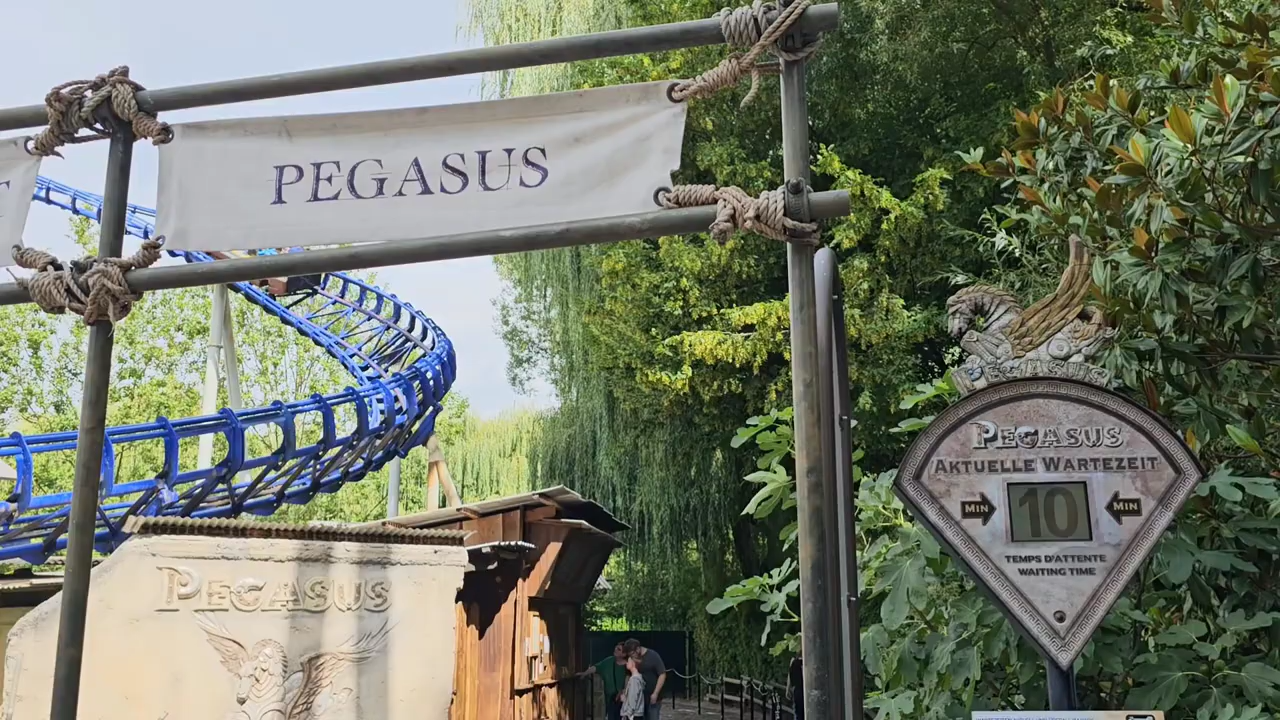 PEGASUS
PEGASUS
PEGASUS
AKTUELLE WARTEZEIT
MIN 10 MIN
TEMPS D'ATTENTE
WAITING TIME
PEGASUS